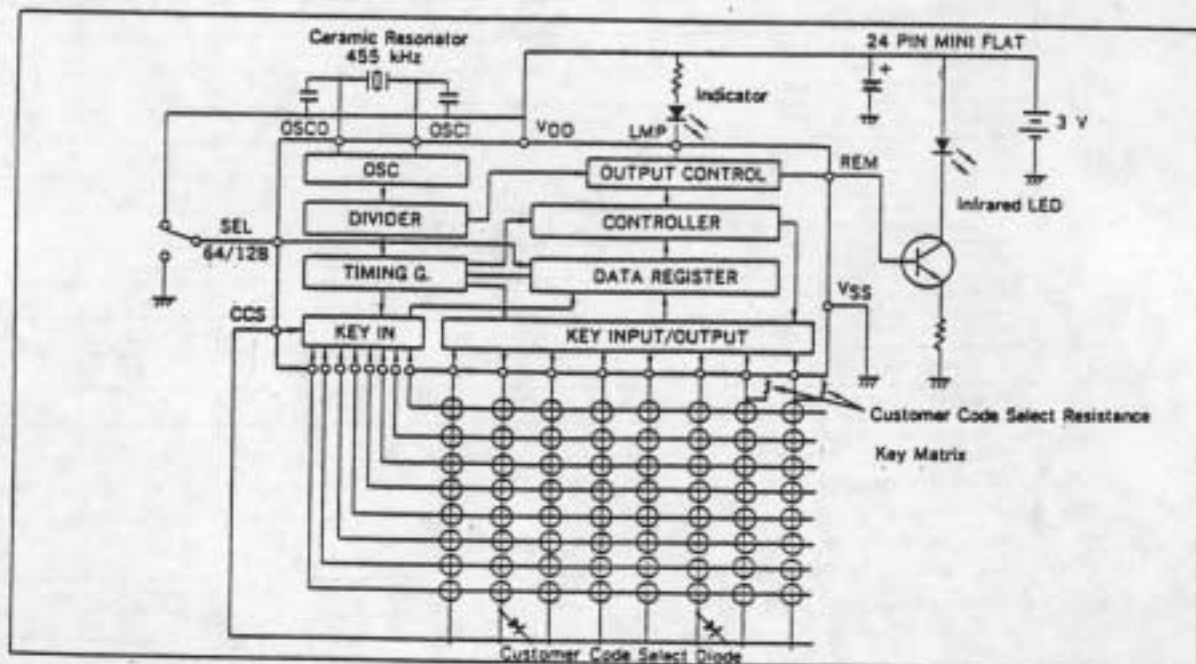 Ceramic Resonator
455 kHz
24 PIN MINI FLAT
Indicator
3 V
OSCO
OSCI
VDD
LMP
REM
OSC
OUTPUT CONTROL
Infrared LED
SEL
64/128
DIVIDER
CONTROLLER
TIMING G.
DATA REGISTER
VSS
CCS
KEY IN
KEY INPUT/OUTPUT
Customer Code Select Resistance
Key Matrix
Customer Code Select Diode